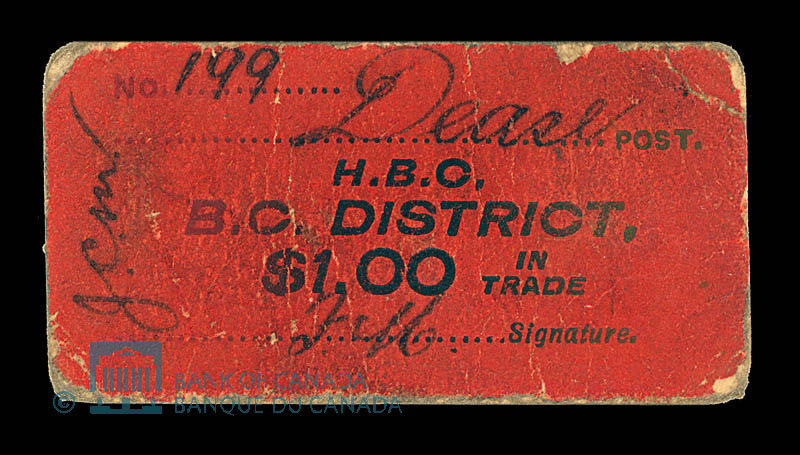 No. 199
Dease POST.
H.B.C.
B.C. DISTRICT,
$1.00 IN TRADE
Signature.
J.C.M.
© BANK OF CANADA
BANQUE DU CANADA